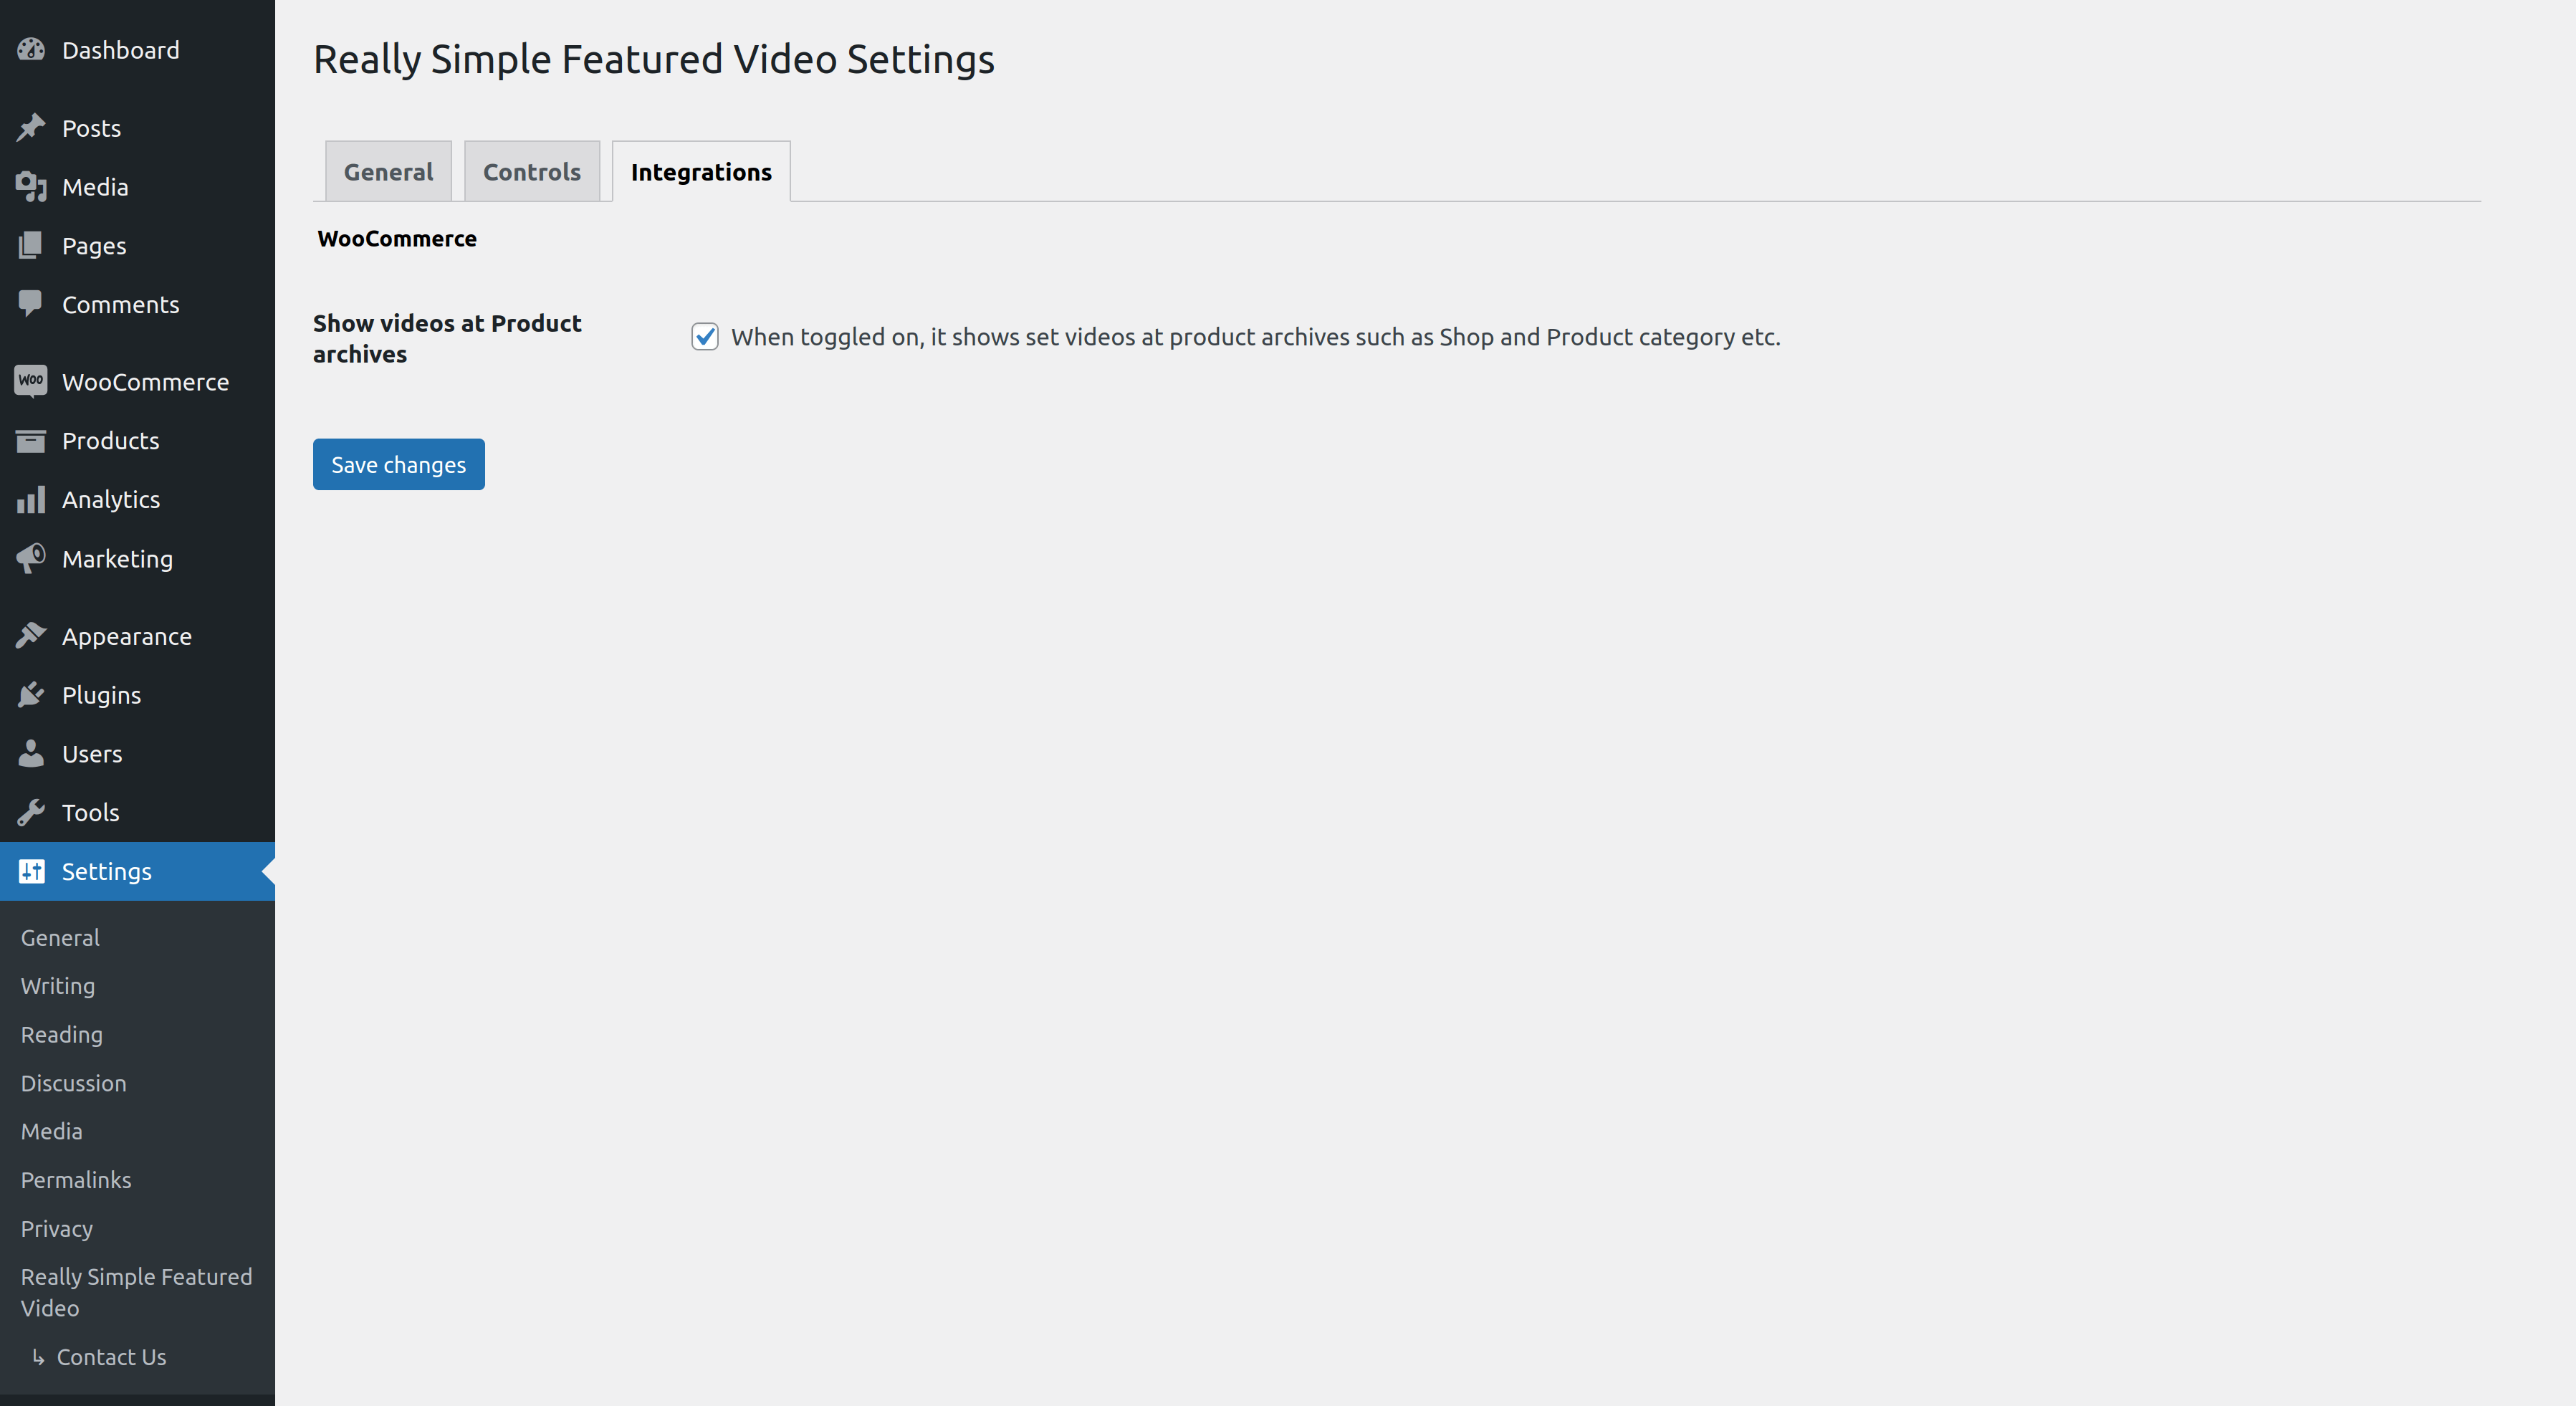 Dashboard
Posts
Media
Pages
Comments
Woo WooCommerce
Products
Analytics
Marketing
Appearance
Plugins
Users
Tools
Settings
General
Writing
Reading
Discussion
Media
Permalinks
Privacy
Really Simple Featured
Video
↳ Contact Us
Really Simple Featured Video Settings
General Controls Integrations
WooCommerce
Show videos at Product
archives
When toggled on, it shows set videos at product archives such as Shop and Product category etc.
Save changes